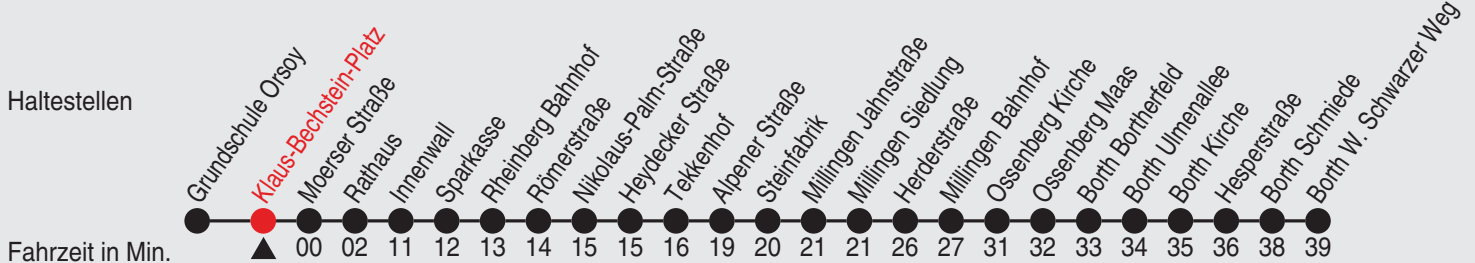 Haltestellen
Grundschule Orsoy
Klaus-Bechstein-Platz
Moerser Straße
Rathaus
Innenwall
Sparkasse
Rheinberg Bahnhof
Römerstraße
Nikolaus-Palm-Straße
Heydecker Straße
Tekkenhof
Alpener Straße
Steinfabrik
Millingen Jahnstraße
Millingen Siedlung
Herderstraße
Millingen Bahnhof
Ossenberg Kirche
Ossenberg Maas
Borth Bortherfeld
Borth Ulmenallee
Borth Kirche
Hesperstraße
Borth Schmiede
Borth W. Schwarzer Weg
Fahrzeit in Min. 00 02 11 12 13 14 15 15 16 19 20 21 21 26 27 31 32 33 34 35 36 38 39